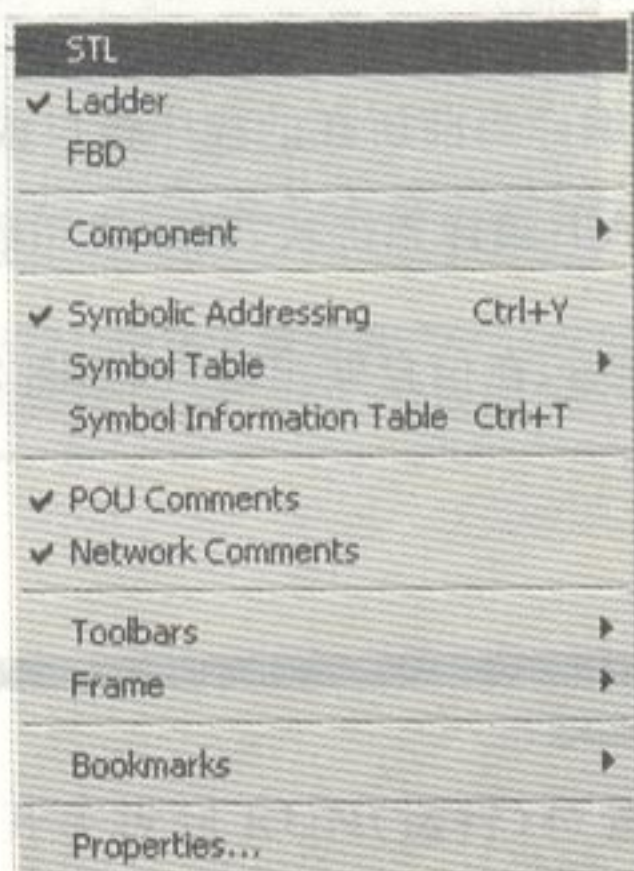 STL
Ladder
FBD
Component
Symbolic Addressing Ctrl+Y
Symbol Table
Symbol Information Table Ctrl+T
POU Comments
Network Comments
Toolbars
Frame
Bookmarks
Properties...